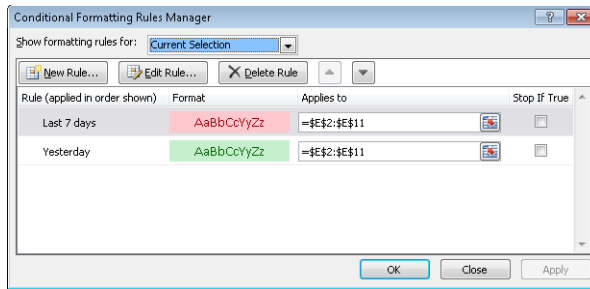 Conditional Formatting Rules Manager
Show formatting rules for: Current Selection
New Rule... Edit Rule... Delete Rule
Rule (applied in order shown) Format Applies to Stop If True
Last 7 days AaBbCcYyZz =$E$2:$E$11
Yesterday AaBbCcYyZz =$E$2:$E$11
OK Close Apply